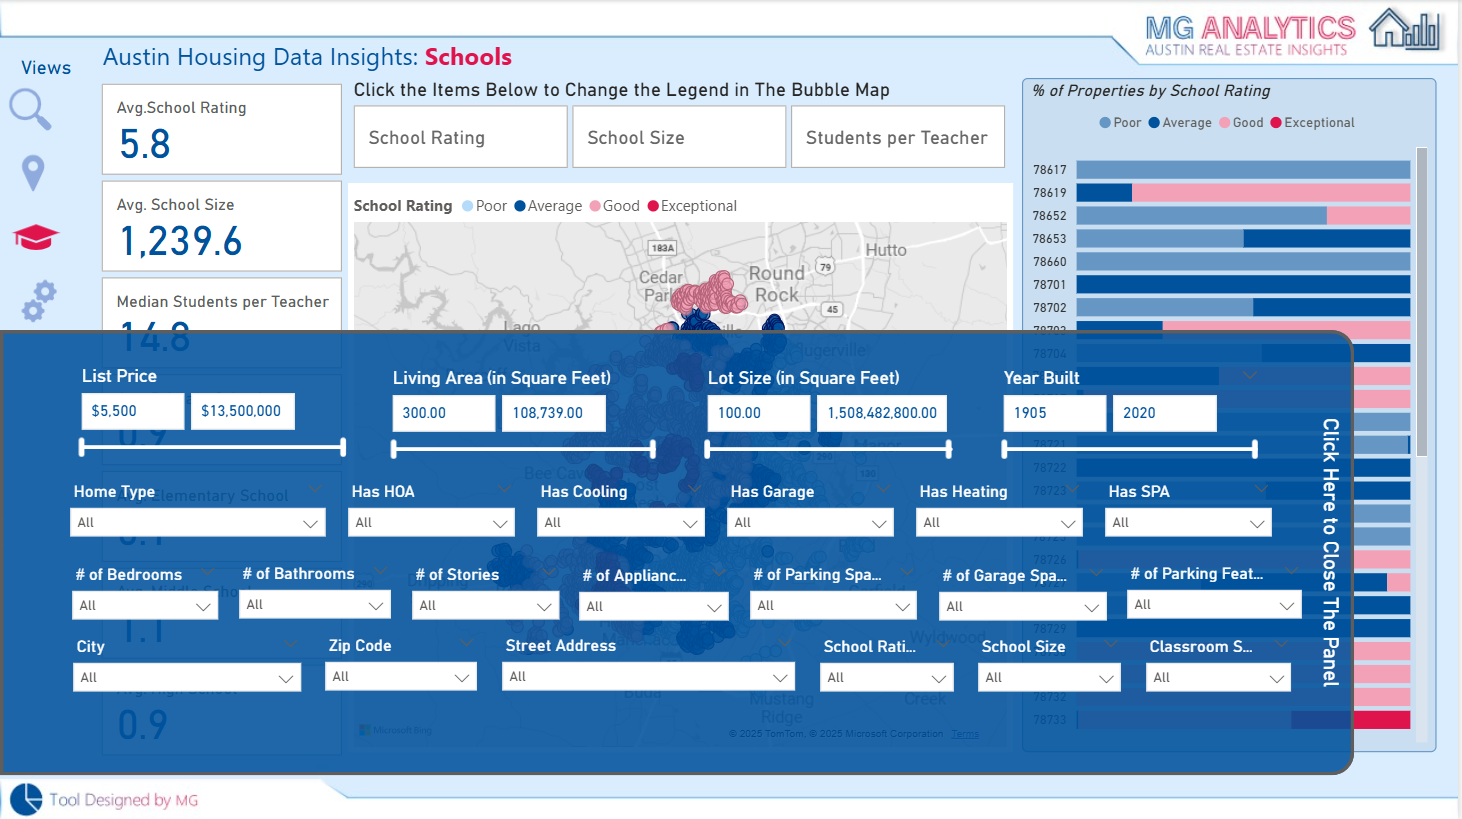 MG ANALYTICS
AUSTIN REAL ESTATE INSIGHTS
Views
Austin Housing Data Insights: Schools
Avg.School Rating
5.8
Avg. School Size
1,239.6
Median Students per Teacher
14.8
Click the Items Below to Change the Legend in The Bubble Map
School Rating
School Size
Students per Teacher
School Rating Poor Average Good Exceptional
183A
Hutto
Cedar
Park
Round
Rock
79
45
Lago
Vista
% of Properties by School Rating
Poor Average Good Exceptional
78617
78619
78652
78653
78660
78701
78702
78703
78704
List Price
$5,500 $13,500,000
Living Area (in Square Feet)
300.00 108,739.00
Lot Size (in Square Feet)
100.00 1,508,482,800.00
Year Built
1905 2020
0.9
Bee Cave
290
130
78721
78722
78723
Home Type
All
Has HOA
All
Has Cooling
All
Has Garage
All
Has Heating
All
Has SPA
All
Elementary School
78726
# of Bedrooms
All
# of Bathrooms
All
# of Stories
All
# of Applianc...
All
# of Parking Spa...
All
# of Garage Spa...
All
# of Parking Feat...
All
1.1
78729
Wyldwood
City
All
Zip Code
All
Street Address
All
School Rati...
All
School Size
All
Classroom S...
All
Click Here to Close The Panel
0.9
Buda
Mustang
Ridge
Creek
78732
78733
Microsoft Bing
© 2025 TomTom, © 2025 Microsoft Corporation Terms
Tool Designed by MG